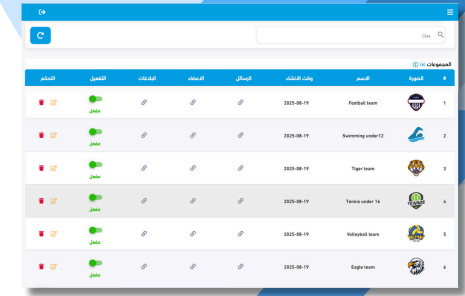 بحث
المجموعات (6)
# الصورة الاسم وقت الانشاء الرسائل الاعضاء البلاغات التفعيل التحكم
1 Football team 2025-08-19 مفعل
2 Swimming under12 2025-08-19 مفعل
3 Tiger team 2025-08-19 مفعل
4 Tennis under 16 2025-08-19 مفعل
5 Volleyball team 2025-08-19 مفعل
6 Eagle team 2025-08-19 مفعل